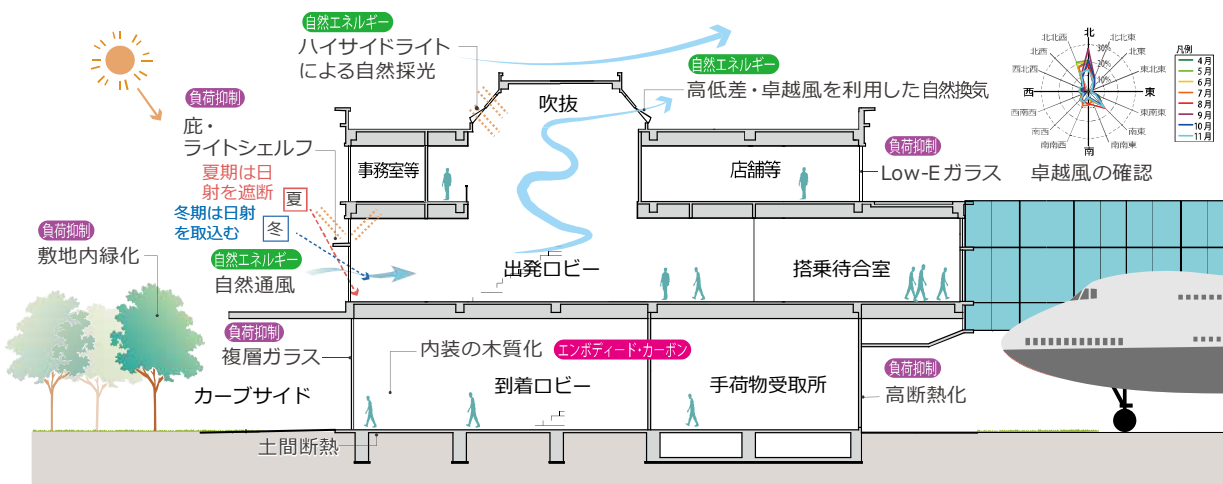 自然エネルギー
ハイサイドライト
による自然採光
自然エネルギー
高低差・卓越風を利用した自然換気
吹抜
負荷抑制
庇・
ライトシェルフ
夏期は日
射を遮断
夏
冬期は日射
を取込む
冬
事務室等
店舗等
負荷抑制
Low-Eガラス
北
北北東
北東
東北東
東
東南東
南東
南南東
南
南南西
南西
西南西
西
西北西
北西
北北西
30%
20%
凡例
4月
5月
6月
7月
8月
9月
10月
11月
卓越風の確認
負荷抑制
敷地内緑化
自然エネルギー
自然通風
出発ロビー
搭乗待合室
負荷抑制
複層ガラス
内装の木質化
エンボディード・カーボン
カーブサイド
到着ロビー
手荷物受取所
負荷抑制
高断熱化
土間断熱